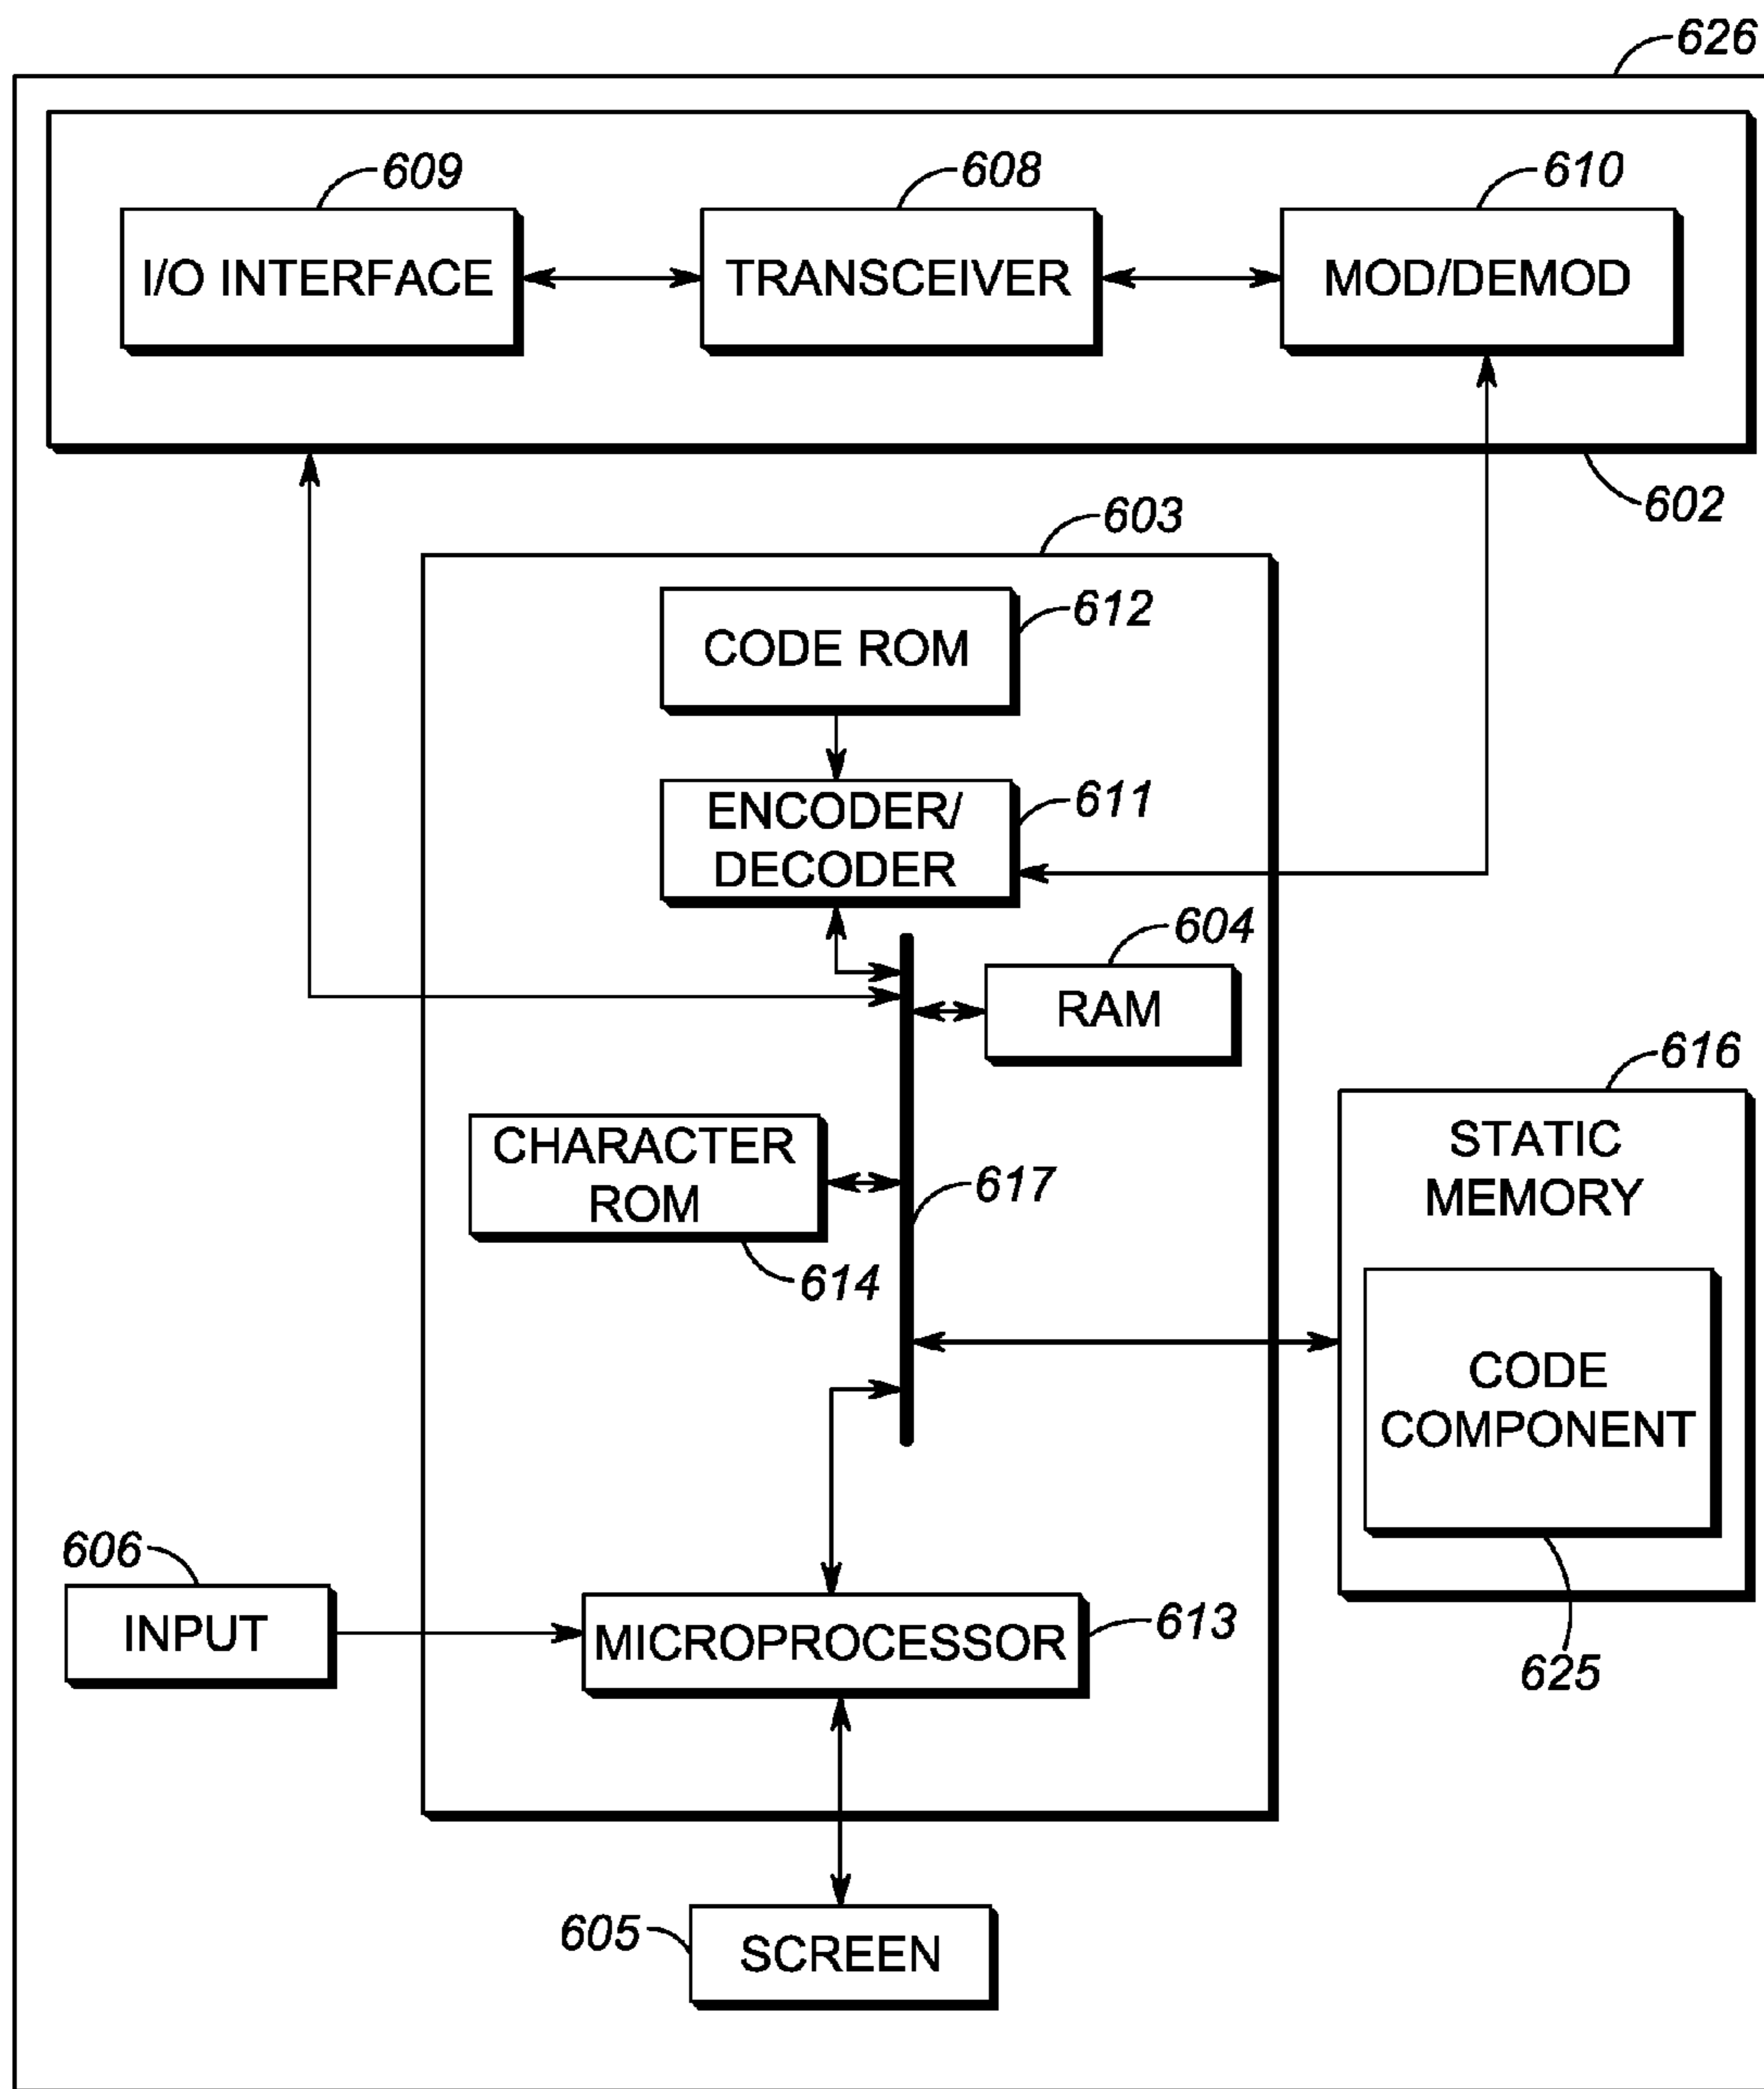 626
609
608
610
I/O INTERFACE
TRANSCEIVER
MOD/DEMOD
602
603
612
CODE ROM
611
ENCODER/
DECODER
604
RAM
616
STATIC
MEMORY
CHARACTER
ROM
617
614
CODE
COMPONENT
606
INPUT
613
MICROPROCESSOR
625
605
SCREEN